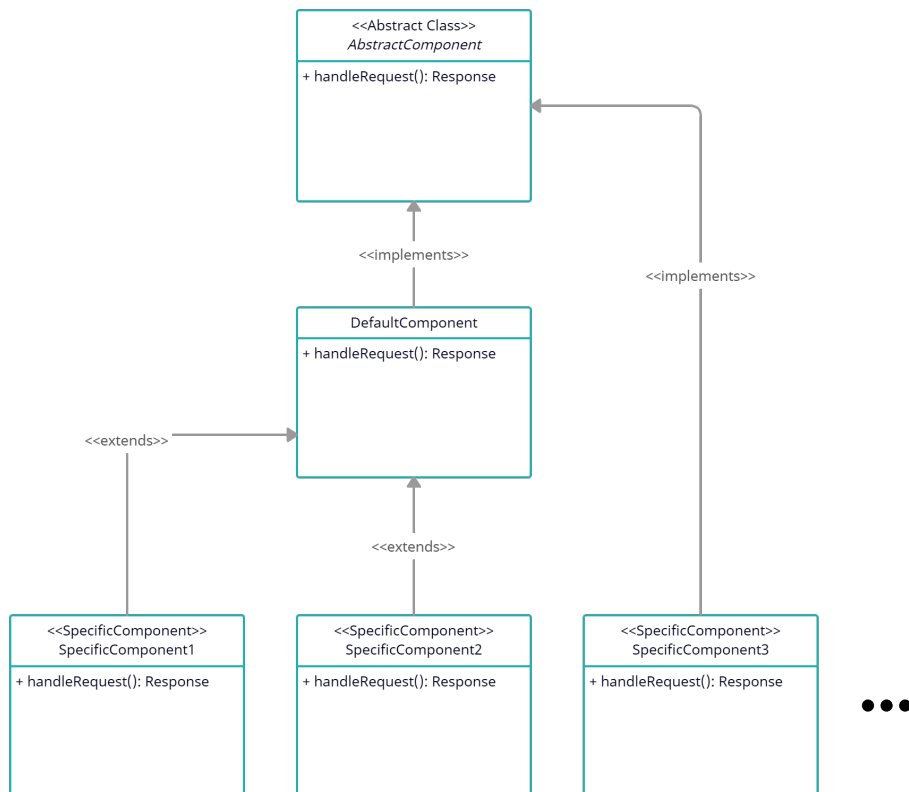 <<Abstract Class>>
AbstractComponent
+ handleRequest(): Response
<<implements>>
<<implements>>
DefaultComponent
+ handleRequest(): Response
<<extends>>
<<extends>>
<<SpecificComponent>>
SpecificComponent1
+ handleRequest(): Response
<<SpecificComponent>>
SpecificComponent2
+ handleRequest(): Response
<<SpecificComponent>>
SpecificComponent3
+ handleRequest(): Response